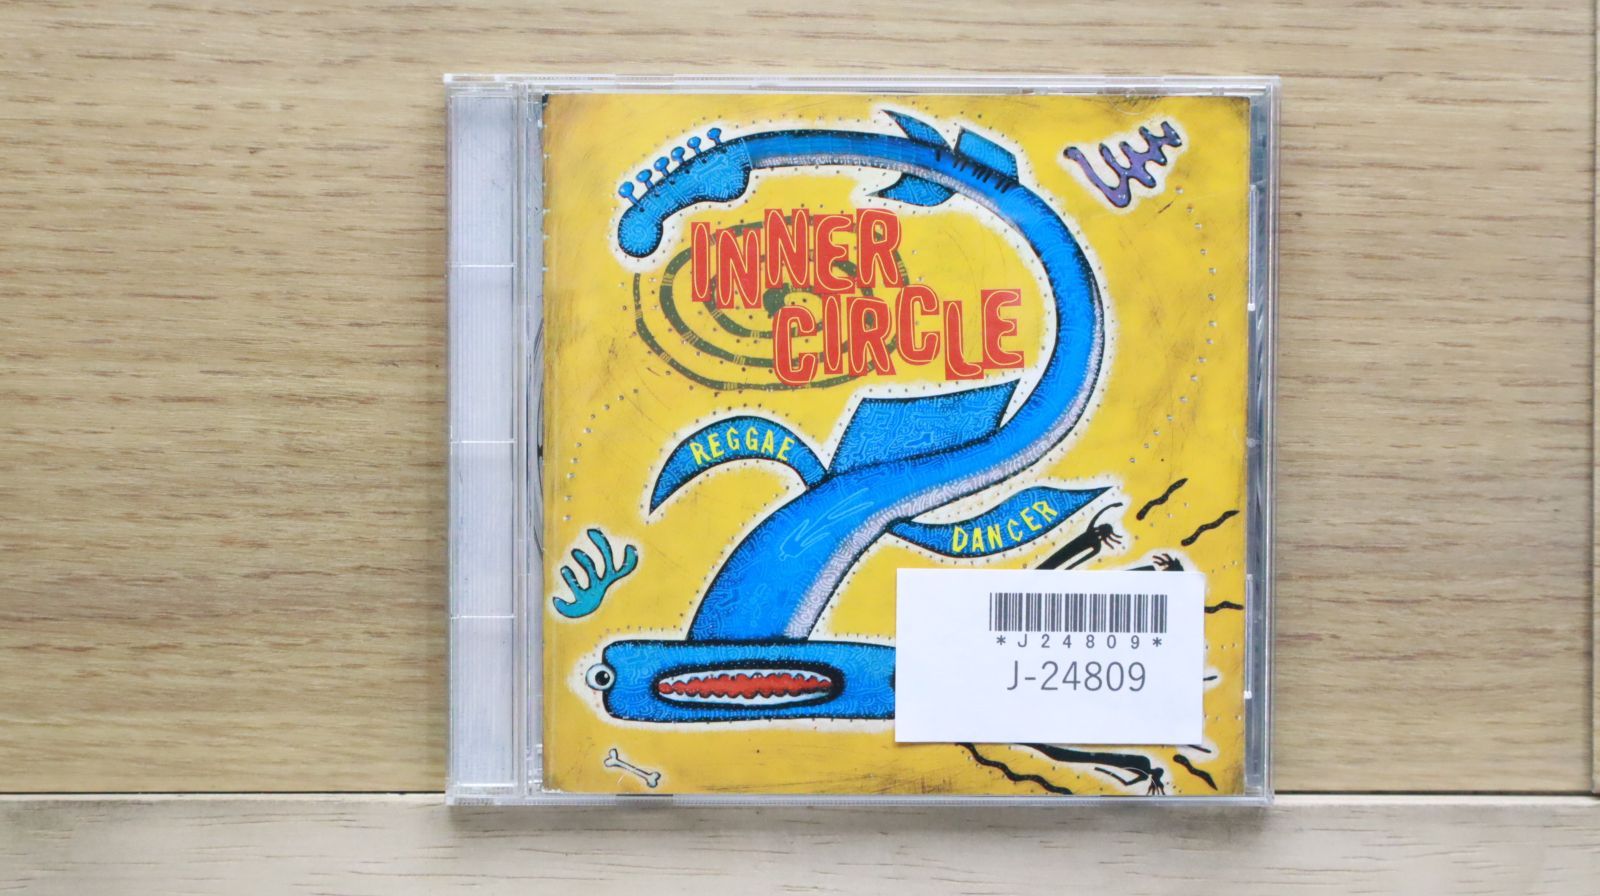 INNER
CIRCLE
REGGAE
DANCER
*J24809*
J-24809